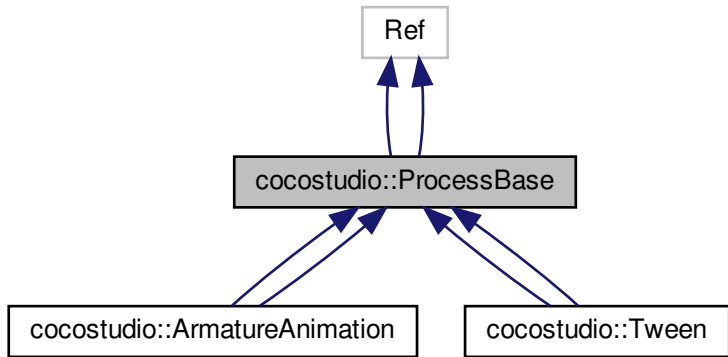 Ref
cocostudio::ProcessBase
cocostudio::ArmatureAnimation
cocostudio::Tween